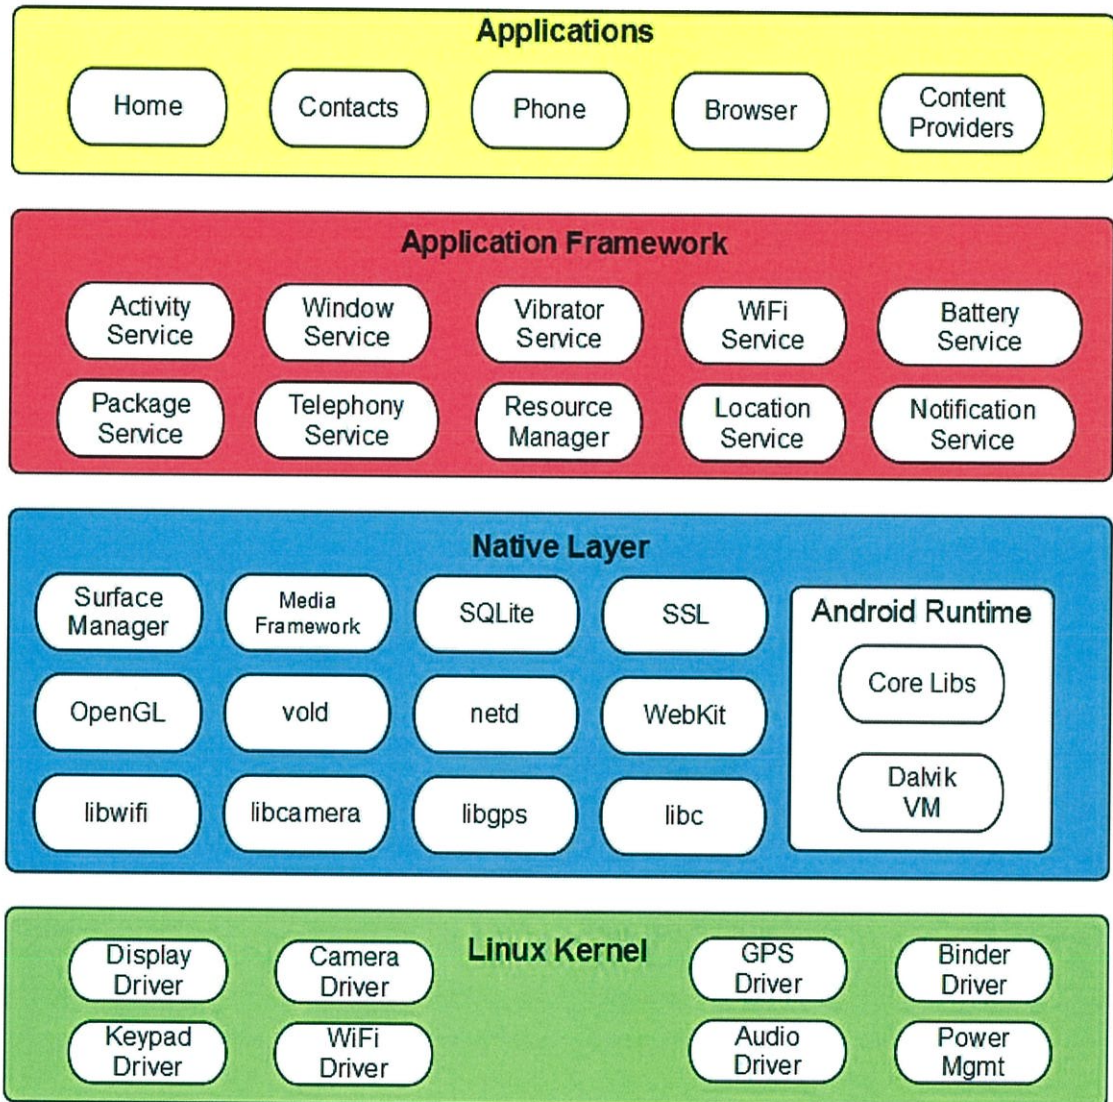 Applications
Home
Contacts
Phone
Browser
Content
Providers
Application Framework
Activity
Service
Window
Service
Vibrator
Service
WiFi
Service
Battery
Service
Package
Service
Telephony
Service
Resource
Manager
Location
Service
Notification
Service
Native Layer
Surface
Manager
Media
Framework
SQLite
SSL
OpenGL
vold
netd
WebKit
libwifi
libcamera
libgps
libc
Android Runtime
Core Libs
Dalvik
VM
Linux Kernel
Display
Driver
Camera
Driver
GPS
Driver
Binder
Driver
Keypad
Driver
WiFi
Driver
Audio
Driver
Power
Mgmt